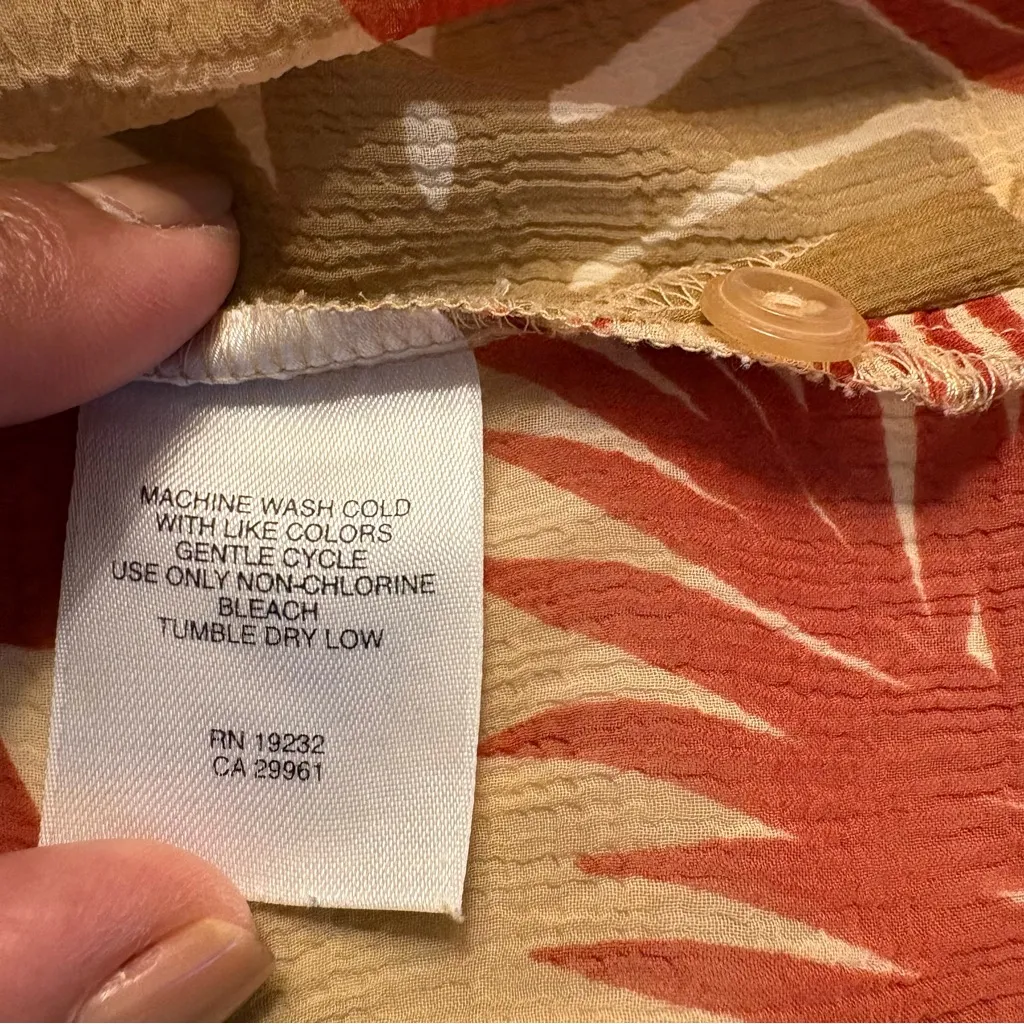 MACHINE WASH COLD
WITH LIKE COLORS
GENTLE CYCLE
USE ONLY NON-CHLORINE
BLEACH
TUMBLE DRY LOW
RN 19232
CA 29961